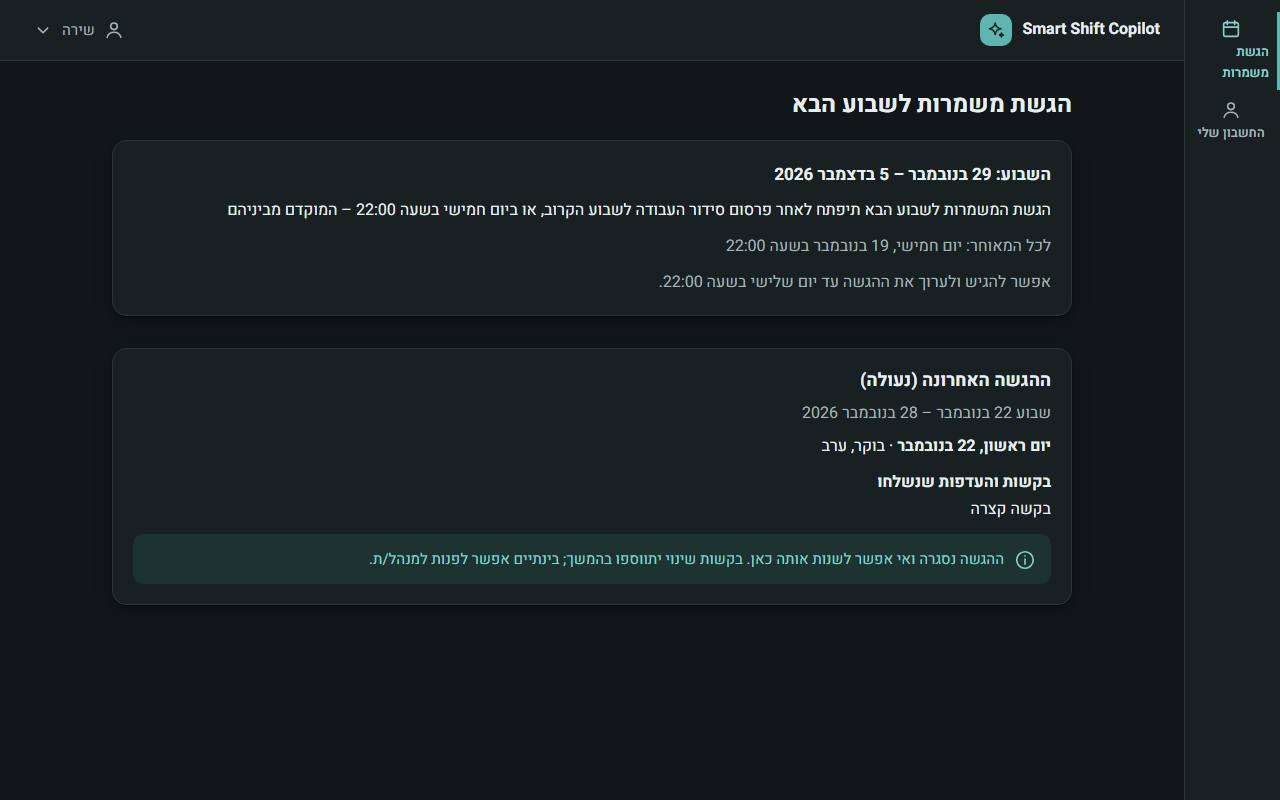 Smart Shift Copilot
שירה
הגשת
משמרות
החשבון שלי
הגשת משמרות לשבוע הבא
השבוע: 29 בנובמבר – 5 בדצמבר 2026
הגשת המשמרות לשבוע הבא תיפתח לאחר פרסום סידור העבודה לשבוע הקרוב, או ביום חמישי בשעה 22:00 – המוקדם מביניהם
לכל המאוחר: יום חמישי, 19 בנובמבר בשעה 22:00
אפשר להגיש ולערוך את ההגשה עד יום שלישי בשעה 22:00.
ההגשה האחרונה (נעולה)
שבוע 22 בנובמבר – 28 בנובמבר 2026
יום ראשון, 22 בנובמבר · בוקר, ערב
בקשות והעדפות שנשלחו
בקשה קצרה
ההגשה נסגרה ואי אפשר לשנות אותה כאן. בקשות שינוי יתווספו בהמשך; בינתיים אפשר לפנות למנהל/ת.